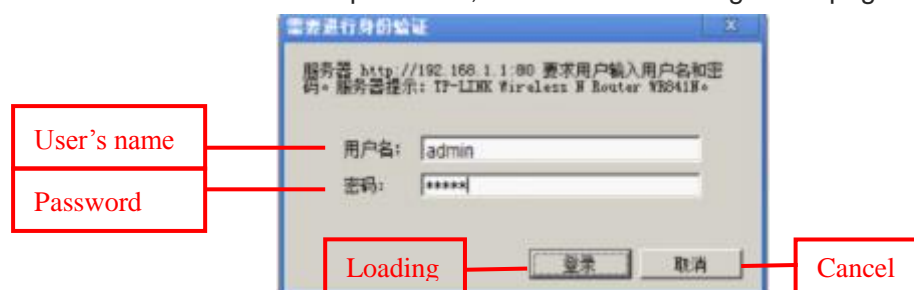 需要进行身份验证
服务器 http://192.168.1.1:80 要求用户输入用户名和密
码。服务器提示: TP-LINK Wireless N Router WR841N。
User's name
用户名: admin
密码: *****
Password
Loading
登录
取消
Cancel